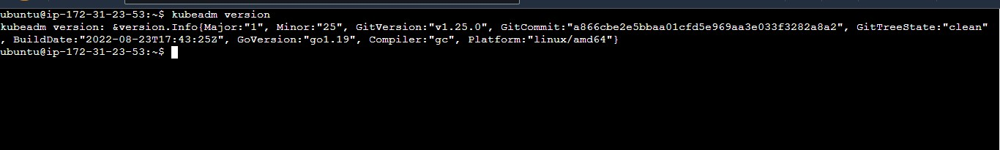 ubuntu@ip-172-31-23-53:~$ kubeadm version
kubeadm version: &version.Info{Major:"1", Minor:"25", GitVersion:"v1.25.0", GitCommit:"a866cbe2e5bbaa01cfd5e969aa3e033f3282a8a2", GitTreeState:"clean"
, BuildDate:"2022-08-23T17:43:25Z", GoVersion:"go1.19", Compiler:"gc", Platform:"linux/amd64"}
ubuntu@ip-172-31-23-53:~$